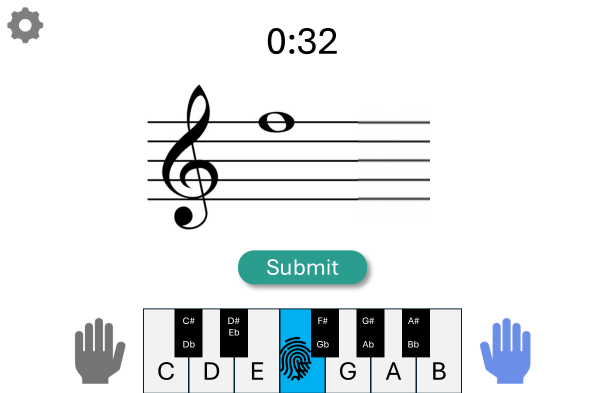 0:32
Submit
C# D# F# G# A#
Db Eb Gb Ab Bb
C D E G A B